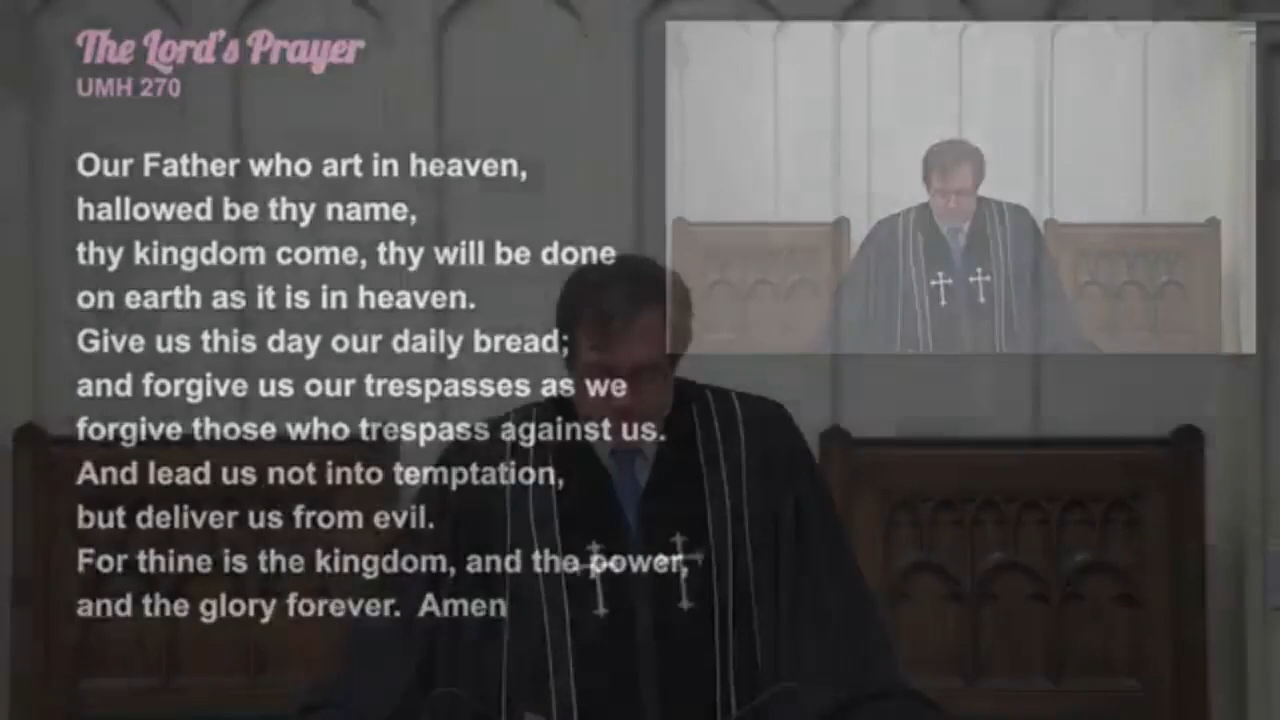 The Lord's Prayer
UMH 270
Our Father who art in heaven,
hallowed be thy name,
thy kingdom come, thy will be done
on earth as it is in heaven.
Give us this day our daily bread;
and forgive us our trespasses as we
forgive those who trespass against us.
And lead us not into temptation,
but deliver us from evil.
For thine is the kingdom, and the power,
and the glory forever.  Amen